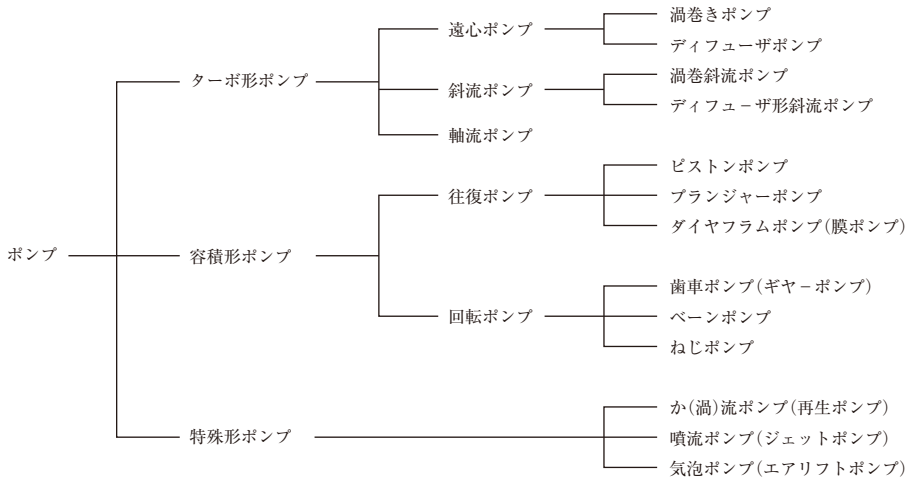 ポンプ
ターボ形ポンプ
遠心ポンプ
渦巻きポンプ
ディフューザポンプ
斜流ポンプ
渦巻斜流ポンプ
ディフュ−ザ形斜流ポンプ
軸流ポンプ
容積形ポンプ
往復ポンプ
ピストンポンプ
プランジャーポンプ
ダイヤフラムポンプ(膜ポンプ)
回転ポンプ
歯車ポンプ(ギヤ−ポンプ)
ベーンポンプ
ねじポンプ
特殊形ポンプ
か(渦)流ポンプ(再生ポンプ)
噴流ポンプ(ジェットポンプ)
気泡ポンプ(エアリフトポンプ)